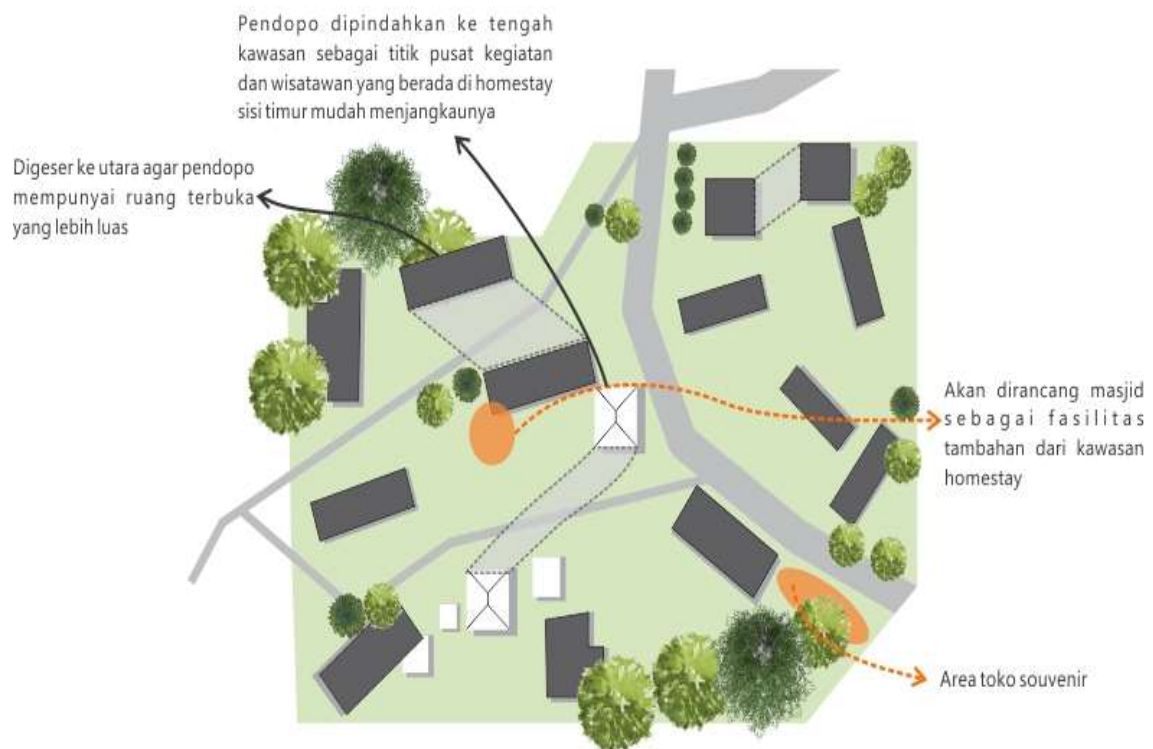 Pendopo dipindahkan ke tengah
kawasan sebagai titik pusat kegiatan
dan wisatawan yang berada di homestay
sisi timur mudah menjangkaunya
Digeser ke utara agar pendopo
mempunyai ruang terbuka
yang lebih luas
Akan dirancang masjid
sebagai fasilitas
tambahan dari kawasan
homestay
Area toko souvenir